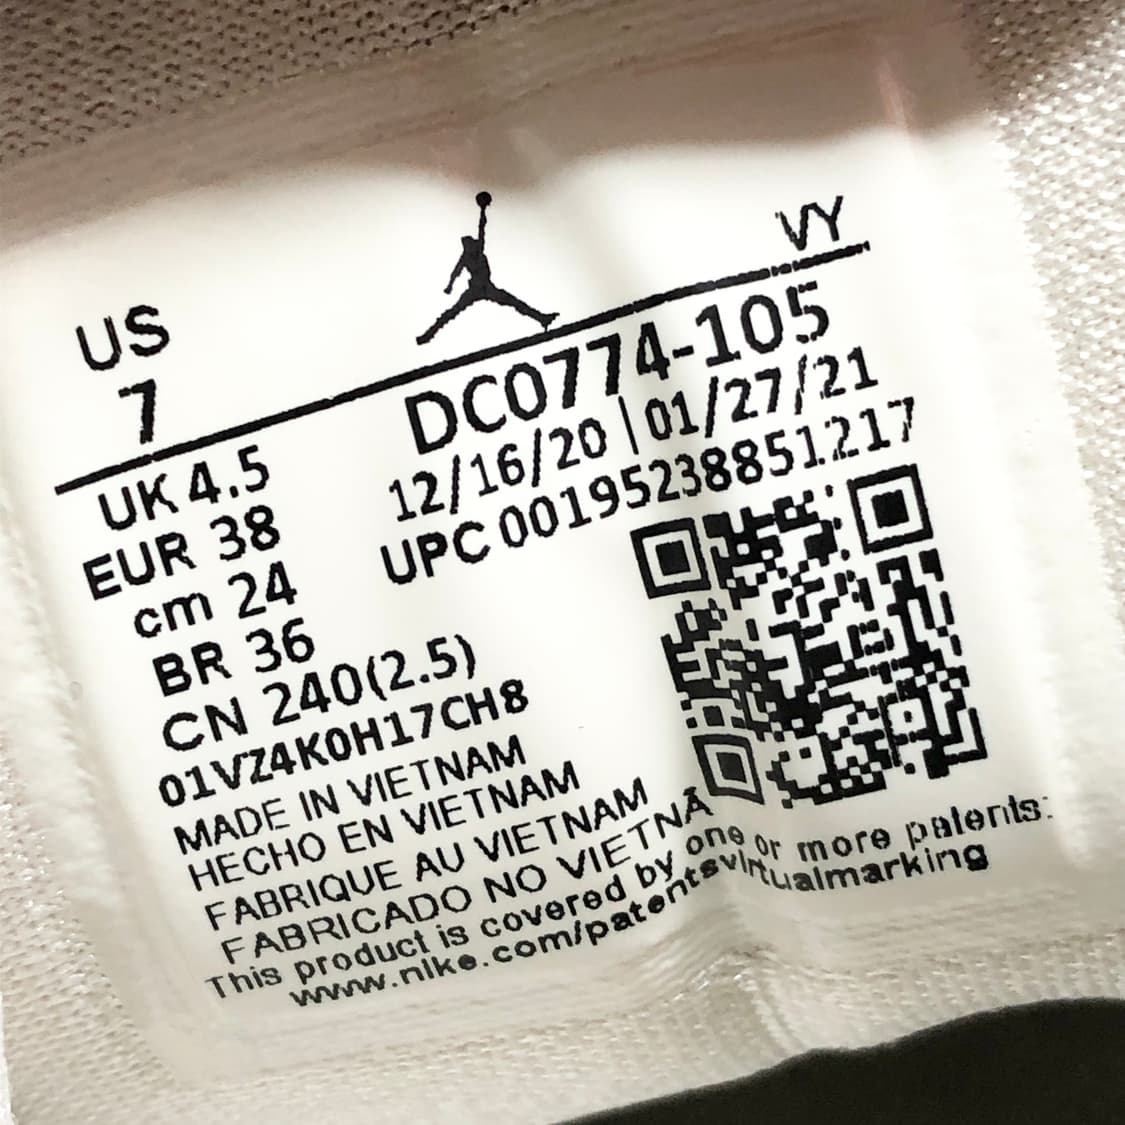 VY
US
7
DC0774-105
12/16/20 | 01/27/21
UPC 00195238851217
UK 4.5
EUR 38
cm 24
BR 36
CN 240(2.5)
01VZ4K0H17CH8
MADE IN VIETNAM
HECHO EN VIETNAM
FABRIQUE AU VIETNAM
FABRICADO NO VIETNÃ
This product is covered by one or more patents:
www.nike.com/patentsvirtualmarking